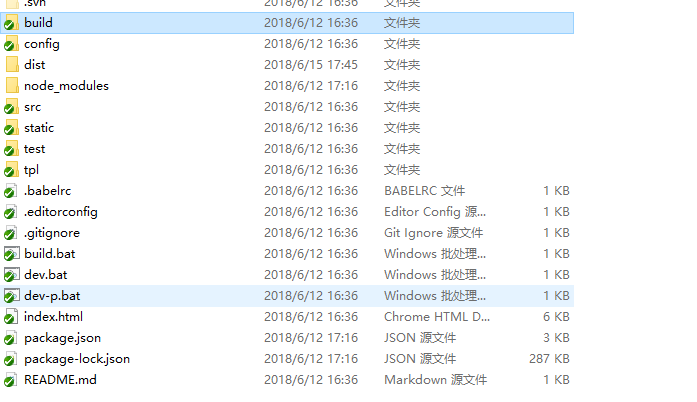 .svn 2018/6/12 16:36 文件夹
build 2018/6/12 16:36 文件夹
config 2018/6/12 16:36 文件夹
dist 2018/6/15 17:45 文件夹
node_modules 2018/6/12 17:16 文件夹
src 2018/6/12 16:36 文件夹
static 2018/6/12 16:36 文件夹
test 2018/6/12 16:36 文件夹
tpl 2018/6/12 16:36 文件夹
.babelrc 2018/6/12 16:36 BABELRC 文件 1 KB
.editorconfig 2018/6/12 16:36 Editor Config 源... 1 KB
.gitignore 2018/6/12 16:36 Git Ignore 源文件 1 KB
build.bat 2018/6/12 16:36 Windows 批处理... 1 KB
dev.bat 2018/6/12 16:36 Windows 批处理... 1 KB
dev-p.bat 2018/6/12 16:36 Windows 批处理... 1 KB
index.html 2018/6/12 16:36 Chrome HTML D... 6 KB
package.json 2018/6/12 17:16 JSON 源文件 3 KB
package-lock.json 2018/6/12 17:16 JSON 源文件 287 KB
README.md 2018/6/12 16:36 Markdown 源文件 1 KB